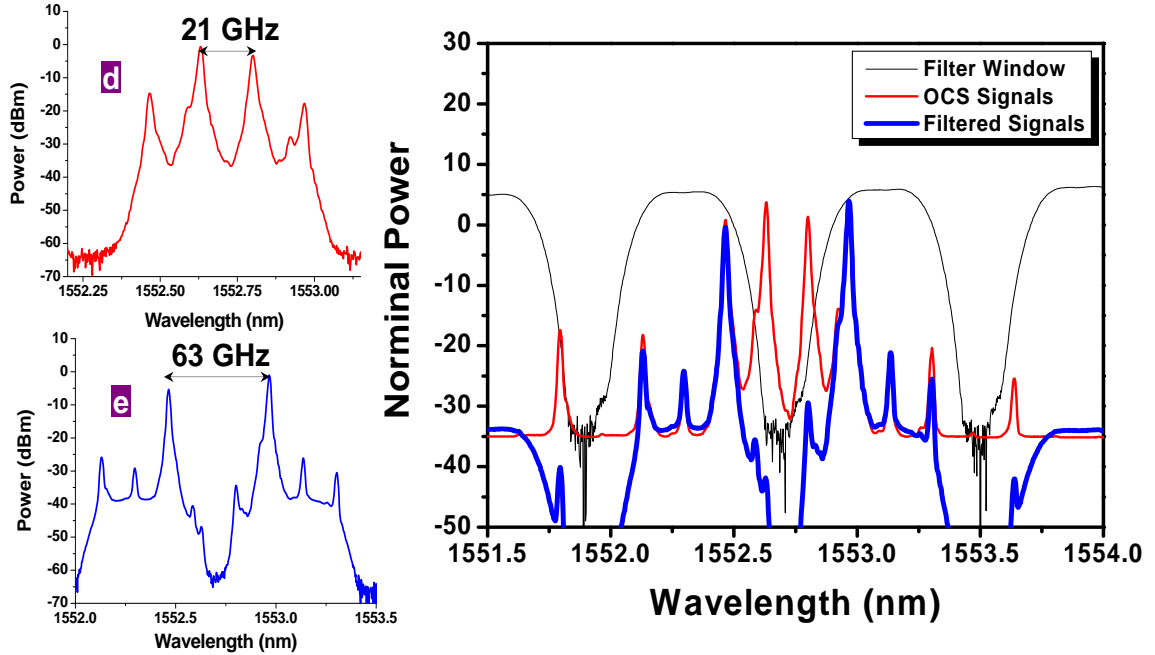 21 GHz
d
Power (dBm)
10
0
-10
-20
-30
-40
-50
-60
-70
1552.25 1552.50 1552.75 1553.00
Wavelength (nm)
63 GHz
e
Power (dBm)
10
0
-10
-20
-30
-40
-50
-60
-70
1552.0 1552.5 1553.0 1553.5
Wavelength (nm)
Filter Window
OCS Signals
Filtered Signals
Norminal Power
30
20
10
0
-10
-20
-30
-40
-50
1551.5 1552.0 1552.5 1553.0 1553.5 1554.0
Wavelength (nm)